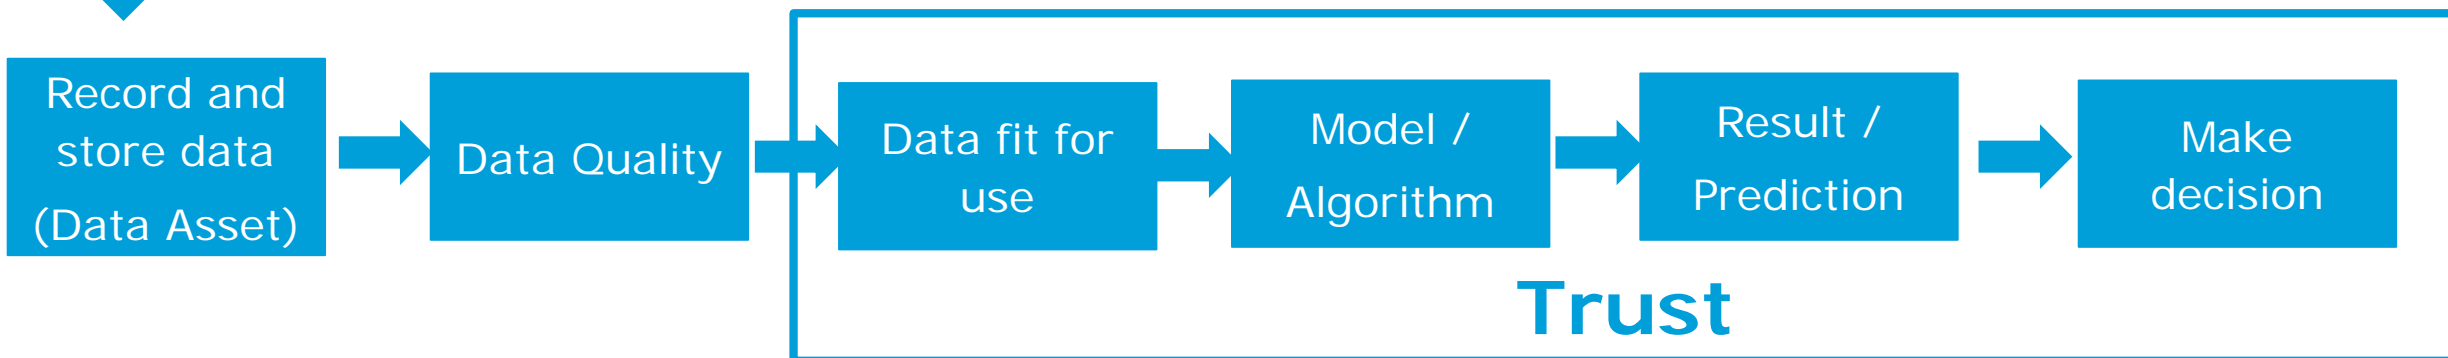 Record and
store data
(Data Asset)
Data Quality
Data fit for
use
Model /
Algorithm
Result /
Prediction
Make
decision
Trust